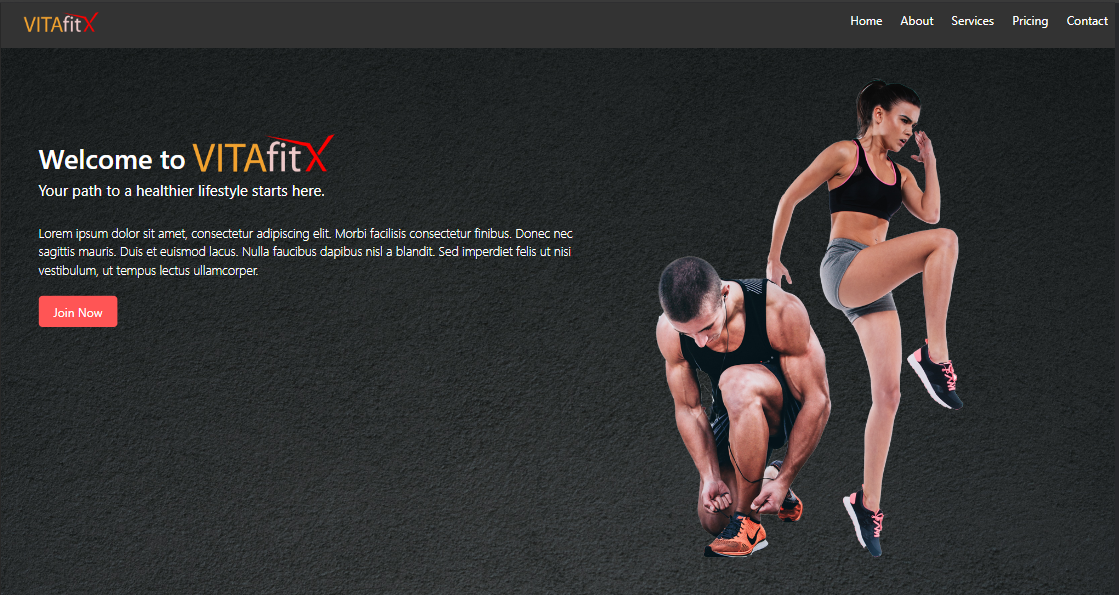 VITAfitX
Home About Services Pricing Contact
Welcome to VITAfitX
Your path to a healthier lifestyle starts here.
Lorem ipsum dolor sit amet, consectetur adipiscing elit. Morbi facilisis consectetur finibus. Donec nec
sagittis mauris. Duis et euismod lacus. Nulla faucibus dapibus nisl a blandit. Sed imperdiet felis ut nisi
vestibulum, ut tempus lectus ullamcorper.
Join Now